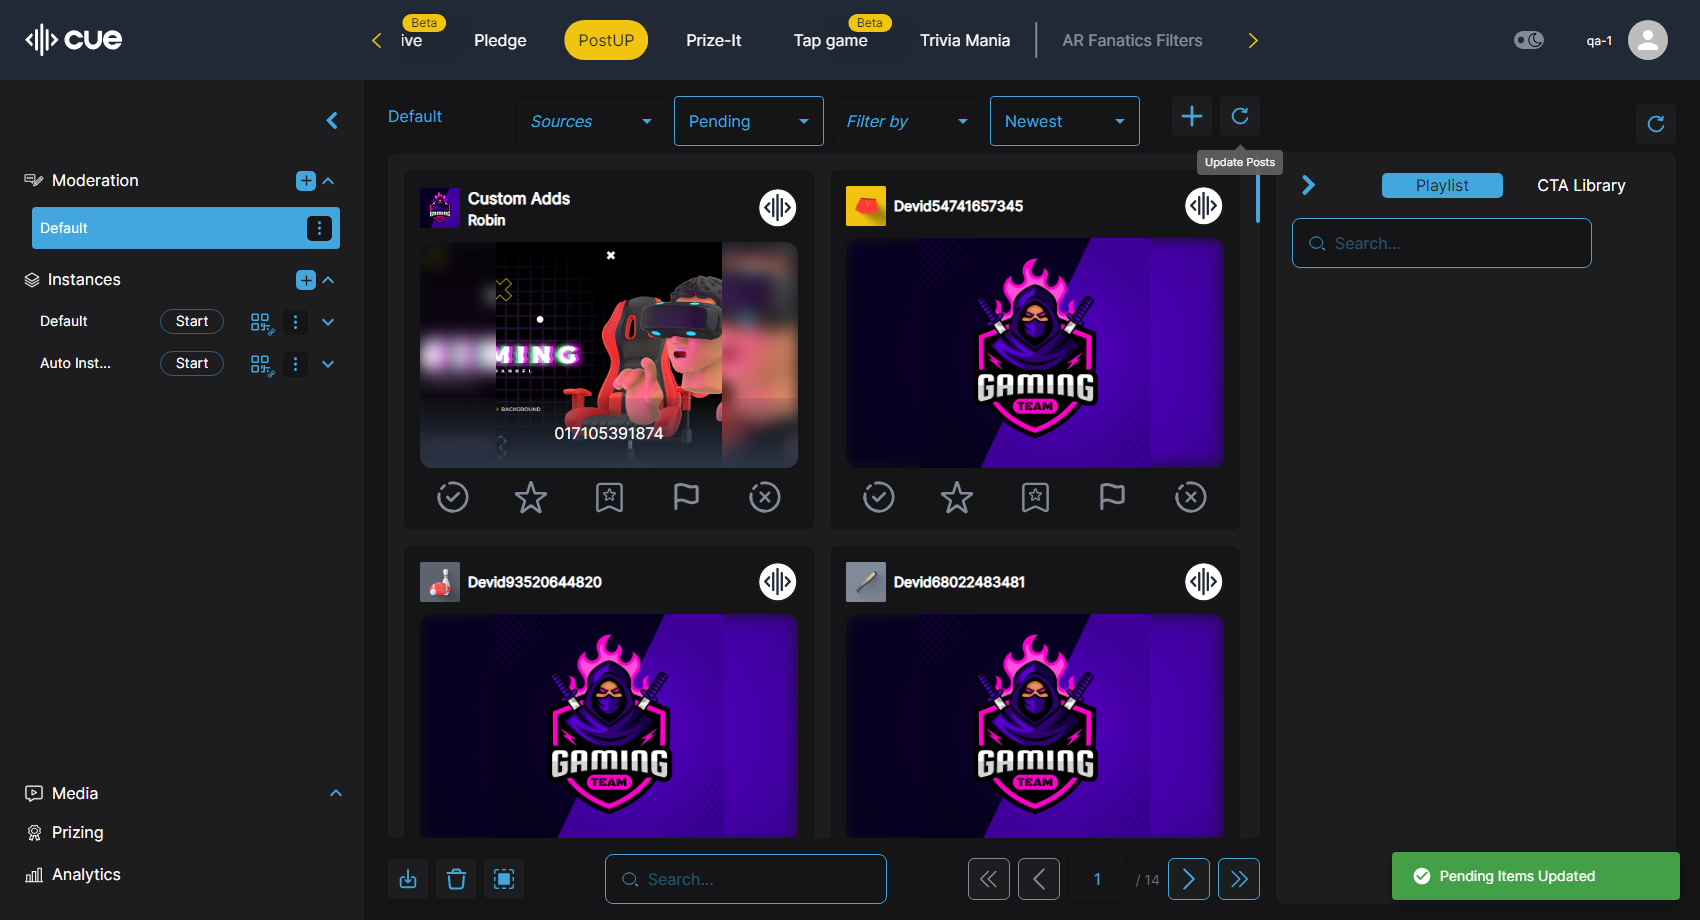 cue
Beta
ive
Pledge
PostUP
Prize-It
Beta
Tap game
Trivia Mania
AR Fanatics Filters
qa-1
Default
Sources
Pending
Filter by
Newest
Update Posts
Moderation
Default
Instances
Default
Start
Auto Inst...
Start
Media
Prizing
Analytics
Custom Adds
Robin
MING
HANNEL
BACKGROUND
017105391874
Devid54741657345
GAMING
TEAM
Devid93520644820
GAMING
TEAM
Devid68022483481
GAMING
TEAM
Search...
1
/ 14
Playlist
CTA Library
Search...
Pending Items Updated